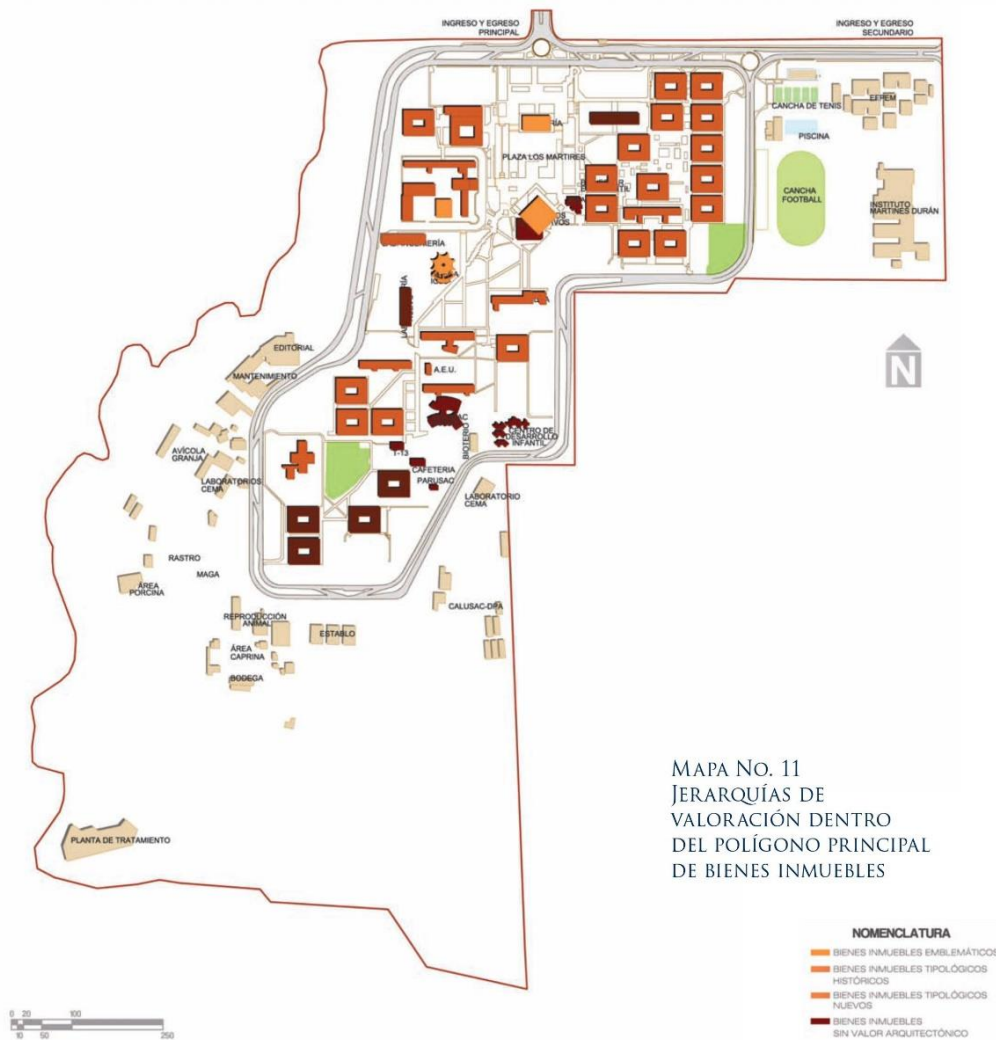 INGRESO Y EGRESO
PRINCIPAL
INGRESO Y EGRESO
SECUNDARIO
CANCHA DE TENIS
EFPEM
PISCINA
PLAZA LOS MARTIRES
CANCHA
FOOTBALL
INSTITUTO
MARTINES DURÁN
EDITORIAL
MANTENIMIENTO
A.E.U.
N
AVÍCOLA
GRANJA
LABORATORIOS
CEMA
BIOTERIO
CENTRO DE
DESARROLLO
INFANTIL
T-13
CAFETERIA
PARUSAC
LABORATORIO
CEMA
RASTRO
MAGA
ÁREA
PORCINA
REPRODUCCIÓN
ANIMAL
ESTABLO
CALUSAC-DPA
ÁREA
CAPRINA
BODEGA
PLANTA DE TRATAMIENTO
MAPA NO. 11
JERARQUÍAS DE
VALORACIÓN DENTRO
DEL POLÍGONO PRINCIPAL
DE BIENES INMUEBLES
NOMENCLATURA
BIENES INMUEBLES EMBLEMÁTICOS
BIENES INMUEBLES TIPOLÓGICOS
HISTÓRICOS
BIENES INMUEBLES TIPOLÓGICOS
NUEVOS
BIENES INMUEBLES
SIN VALOR ARQUITECTÓNICO
0 20 100
10 50 250